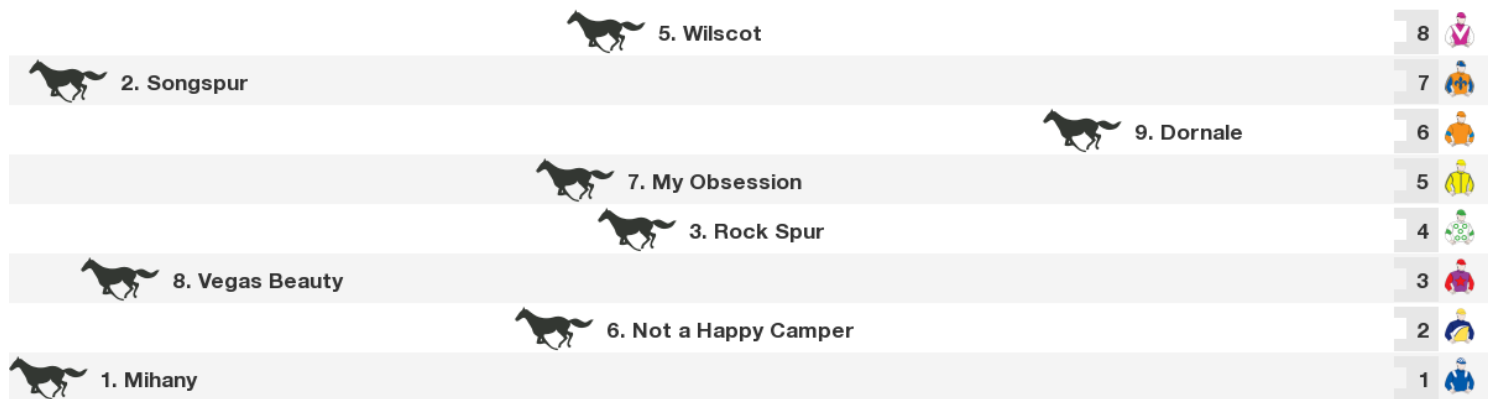 5. Wilscot 8
2. Songspur 7
9. Dornale 6
7. My Obsession 5
3. Rock Spur 4
8. Vegas Beauty 3
6. Not a Happy Camper 2
1. Mihany 1